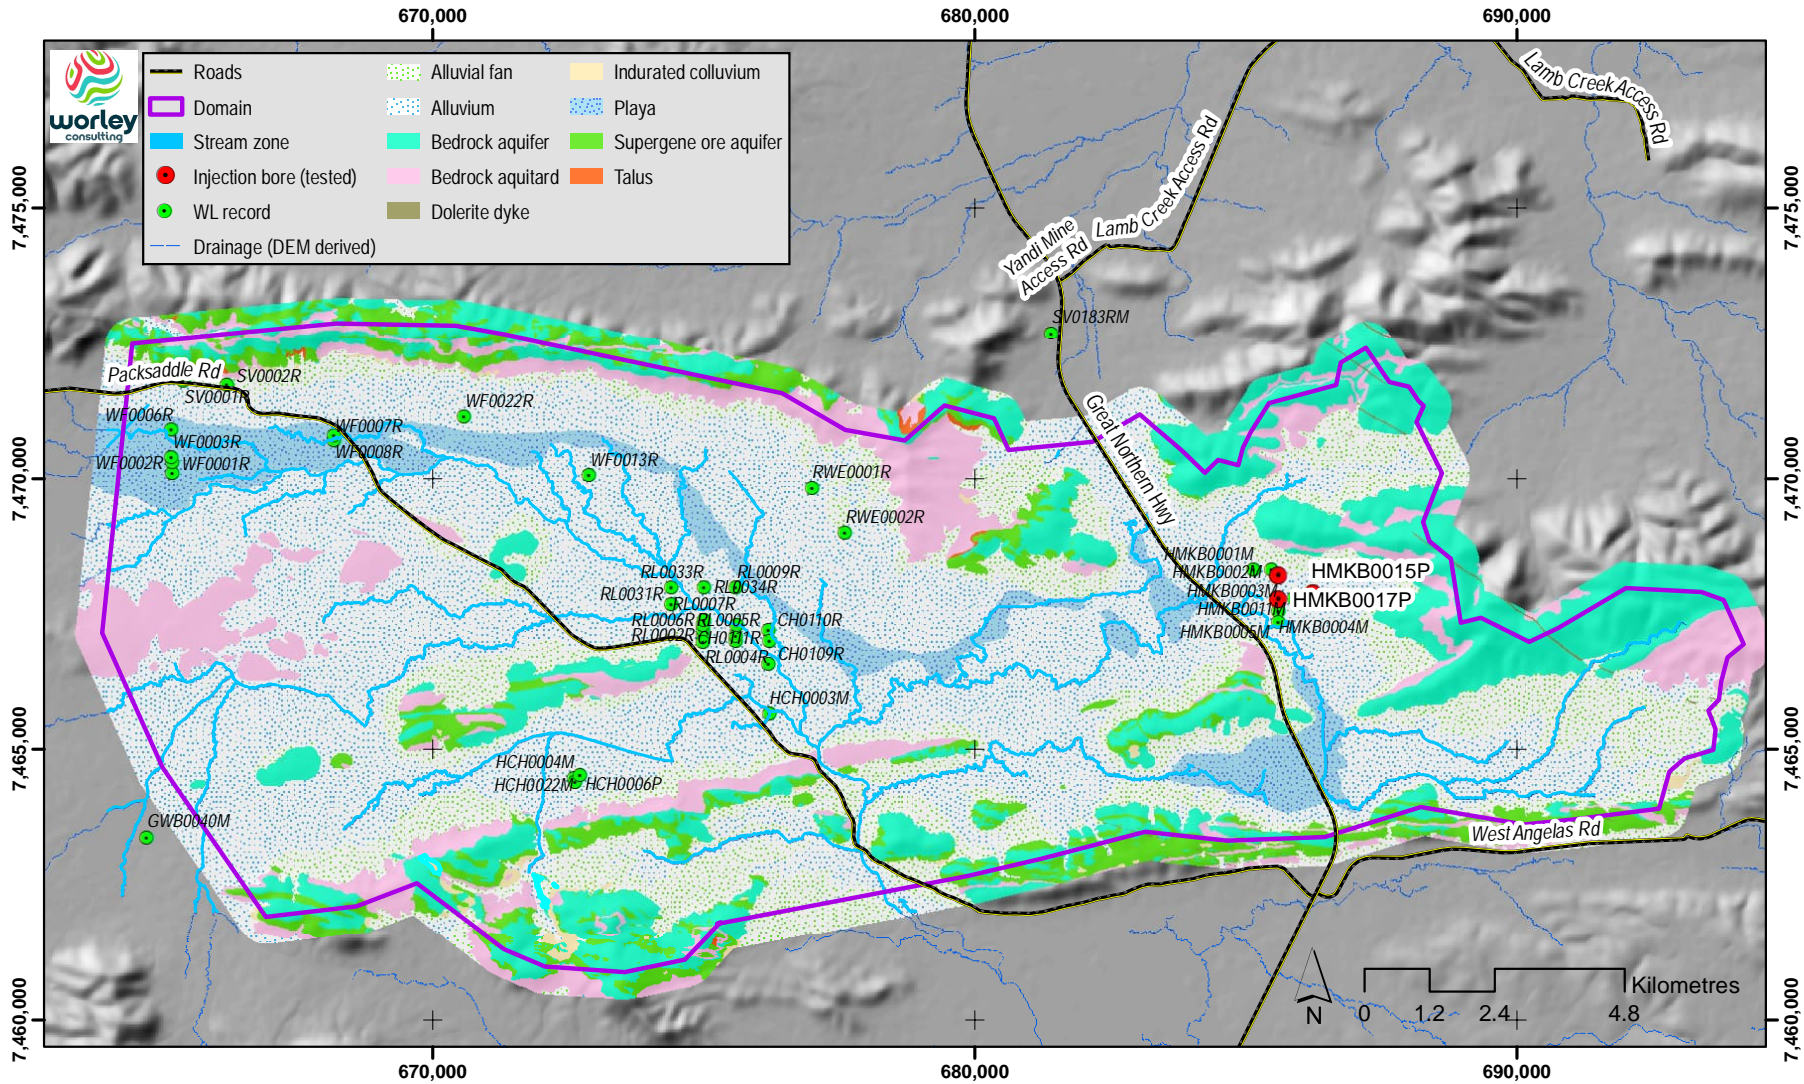 670,000
680,000
690,000
worley
consulting
Roads
Domain
Stream zone
Injection bore (tested)
WL record
Drainage (DEM derived)
Alluvial fan
Alluvium
Bedrock aquifer
Bedrock aquitard
Dolerite dyke
Indurated colluvium
Playa
Supergene ore aquifer
Talus
Lamb Creek Access
Rd
Lamb Creek Access Rd
Yandi Mine
Access Rd
7,475,000
7,475,000
SV0183RM
Packsaddle Rd
SV0002R
SV0001R
WF0022R
WF0006R
WF0007R
WF0003R
WF0008R
WF0002R
WF0001R
WF0013R
RWE0001R
RWE0002R
Great Northern Hwy
7,470,000
7,470,000
HMKB0001M
HMKB0002M
HMKB0015P
HMKB0003M
HMKB0017P
HMKB0011M
HMKB0005M
HMKB0004M
RL0033R
RL0009R
RL0034R
RL0031R
RL0007R
RL0006R
RL0005R
CH0110R
RL0002R
CH0111R
RL0004R
CH0109R
HCH0003M
7,465,000
7,465,000
HCH0004M
HCH0022M
HCH0006P
GWB0040M
West Angelas Rd
Kilometres
0
1.2
2.4
4.8
N
7,460,000
7,460,000
670,000
680,000
690,000